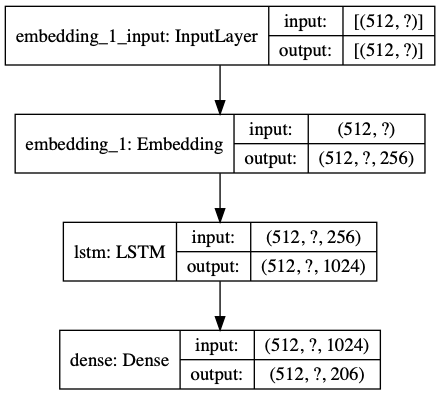 embedding_1_input: InputLayer
input: [(512, ?)]
output: [(512, ?)]
embedding_1: Embedding
input: (512, ?)
output: (512, ?, 256)
lstm: LSTM
input: (512, ?, 256)
output: (512, ?, 1024)
dense: Dense
input: (512, ?, 1024)
output: (512, ?, 206)